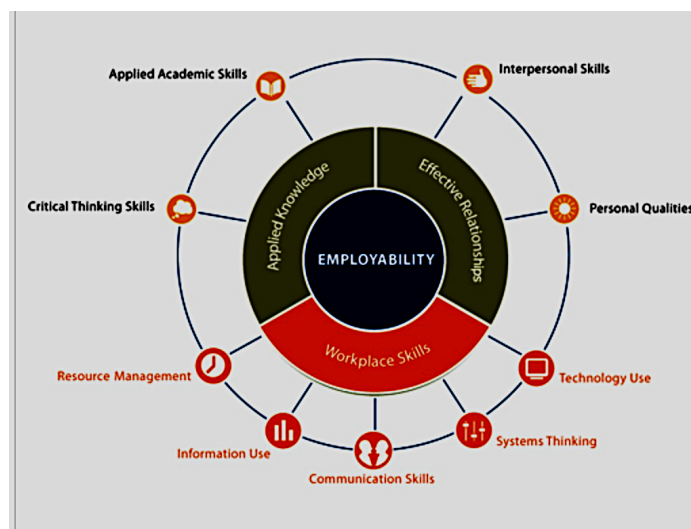 Applied Academic Skills
Interpersonal Skills
Critical Thinking Skills
Personal Qualities
Applied Knowledge
Effective Relationships
EMPLOYABILITY
Workplace Skills
Resource Management
Technology Use
Information Use
Systems Thinking
Communication Skills